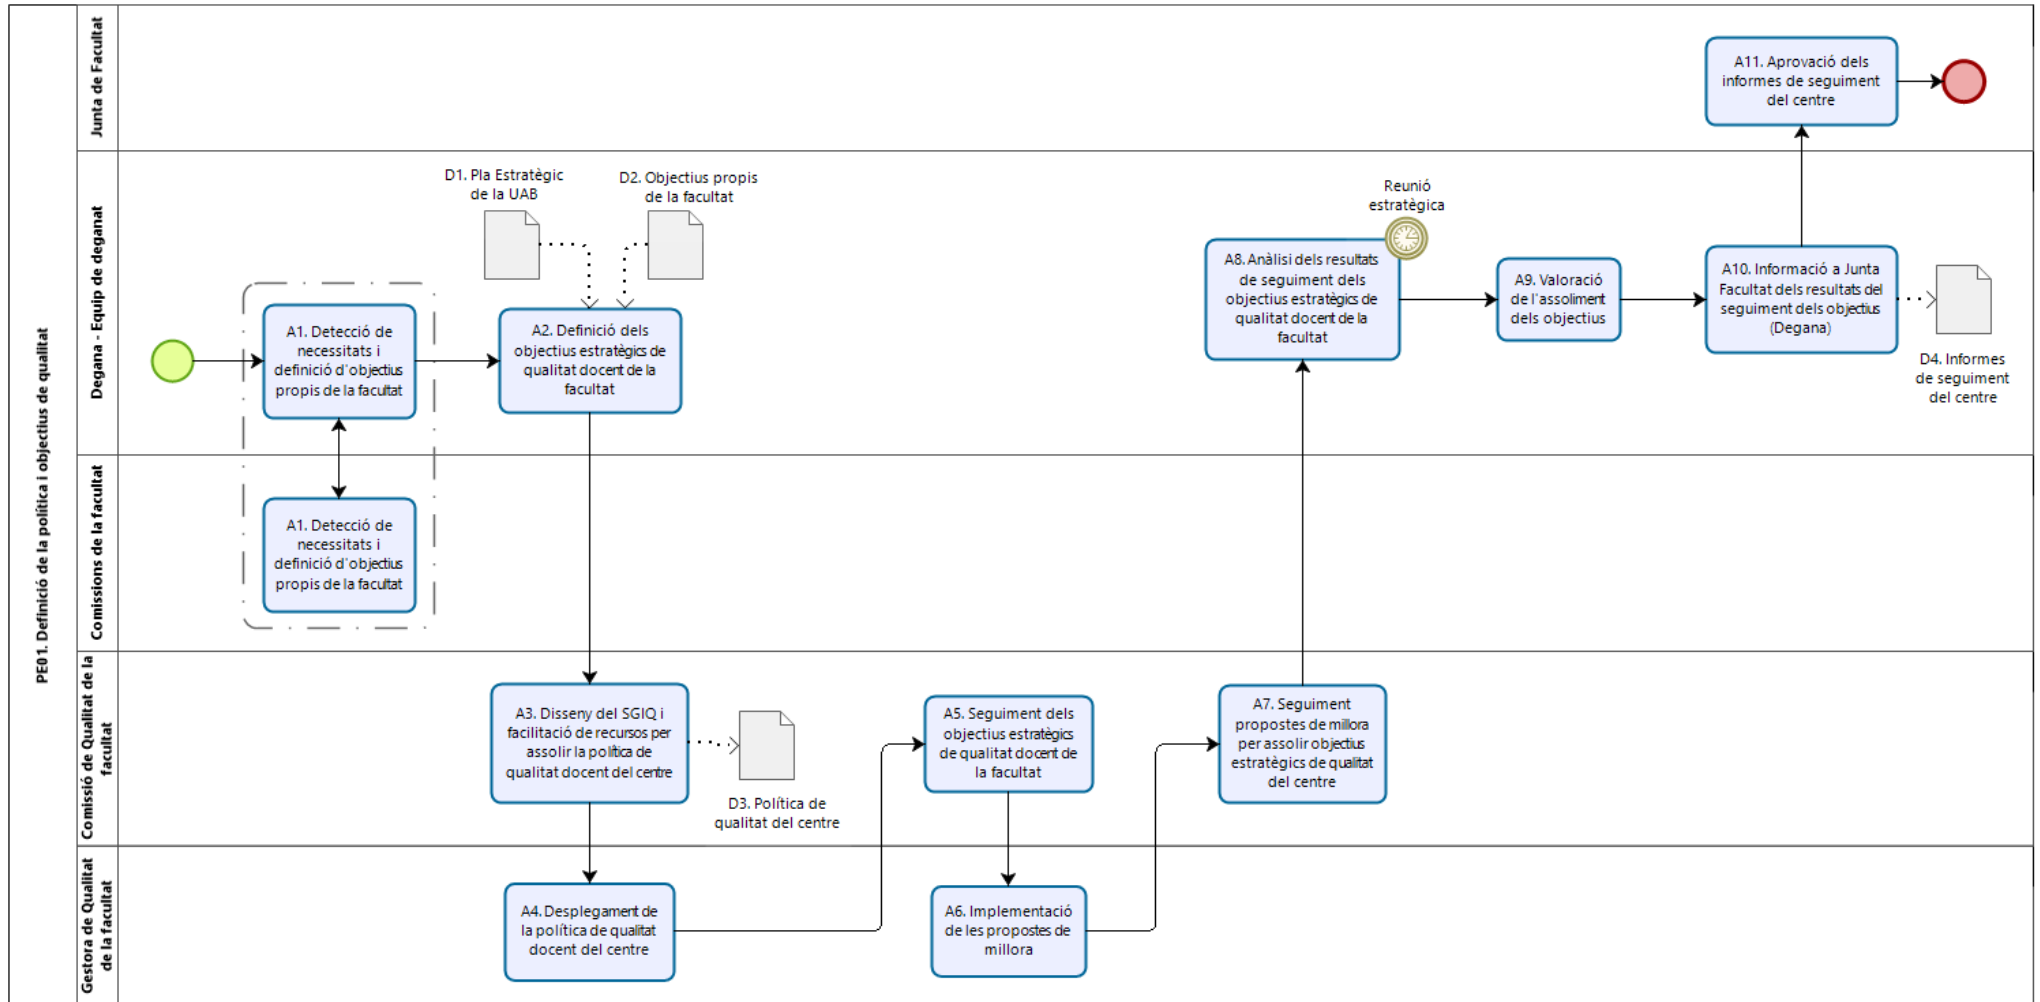 PE01. Definició de la política i objectius de qualitat
Junta de Facultat
A11. Aprovació dels
informes de seguiment
del centre
Degana - Equip de deganat
D1. Pla Estratègic
de la UAB
D2. Objectius propis
de la facultat
A1. Detecció de
necessitats i
definició d'objectius
propis de la facultat
A2. Definició dels
objectius estratègics de
qualitat docent de la
facultat
Reunió
estratègica
A8. Anàlisi dels resultats
de seguiment dels
objectius estratègics de
qualitat docent de la
facultat
A9. Valoració
de l'assoliment
dels objectius
A10. Informació a Junta
Facultat dels resultats del
seguiment dels objectius
(Degana)
D4. Informes
de seguiment
del centre
Comissions de la facultat
A1. Detecció de
necessitats i
definició d'objectius
propis de la facultat
Comissió de Qualitat de la
facultat
A3. Disseny del SGIQ i
facilitació de recursos per
assolir la política de
qualitat docent del centre
D3. Política de
qualitat del centre
A5. Seguiment dels
objectius estratègics
de qualitat docent de
la facultat
A7. Seguiment
propostes de millora
per assolir objectius
estratègics de qualitat
del centre
Gestora de Qualitat
de la facultat
A4. Desplegament de
la política de qualitat
docent del centre
A6. Implementació
de les propostes de
millora